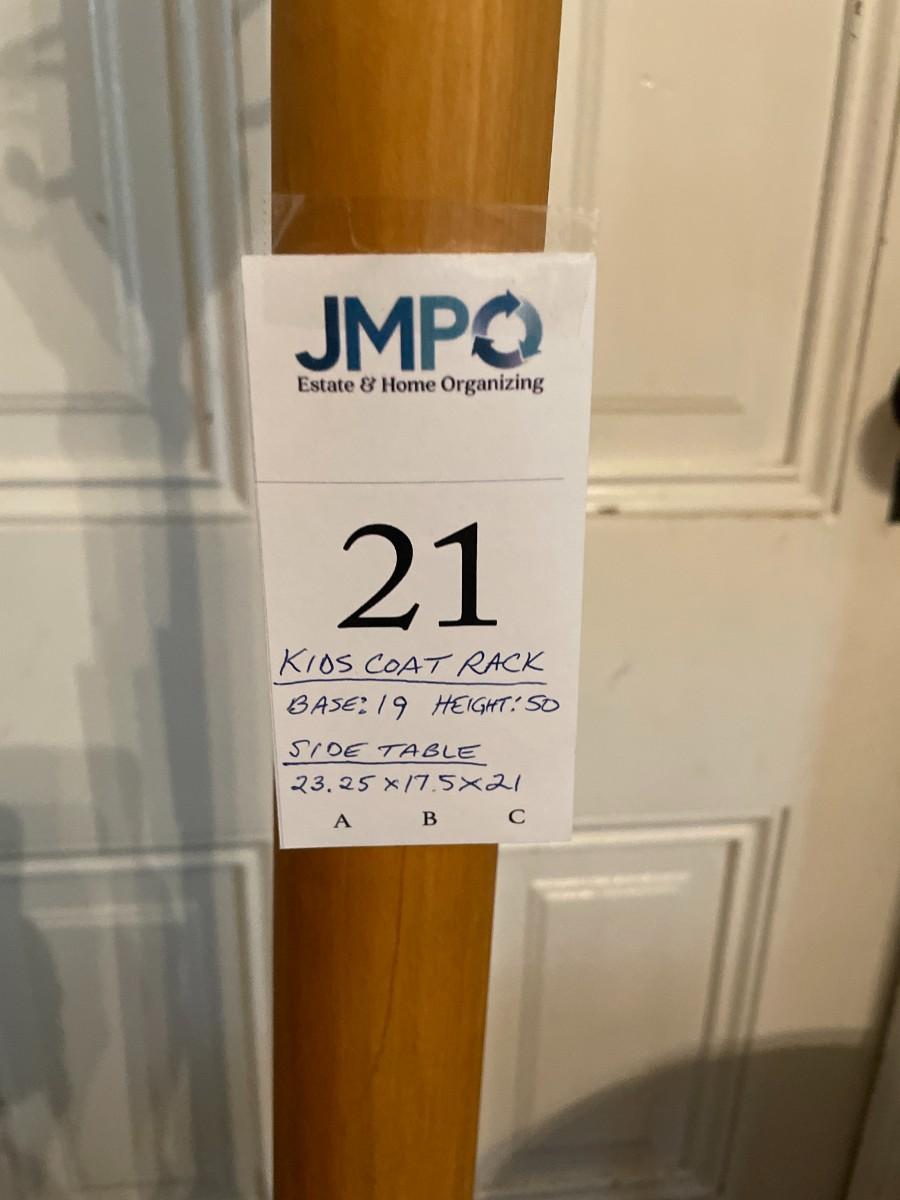 JMPO
Estate & Home Organizing
21
KIDS COAT RACK
BASE: 19 HEIGHT: 50
SIDE TABLE
23.25 x 17.5 x 21
A B C